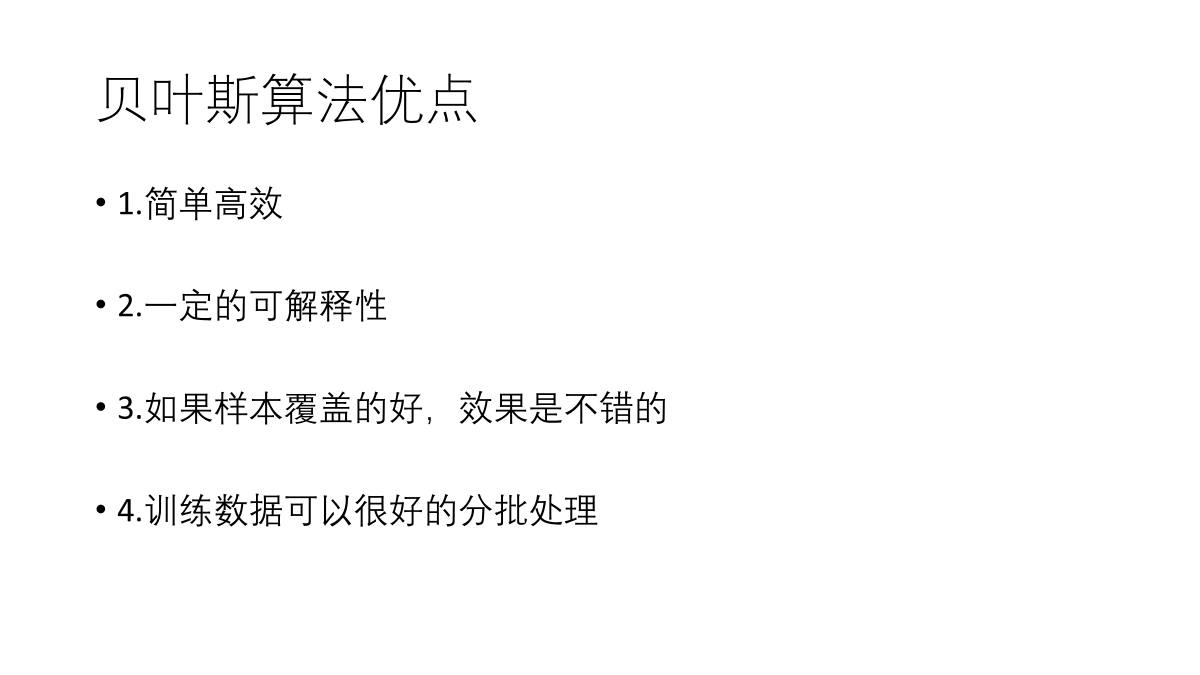 贝叶斯算法优点
• 1.简单高效
• 2.一定的可解释性
• 3.如果样本覆盖的好，效果是不错的
• 4.训练数据可以很好的分批处理